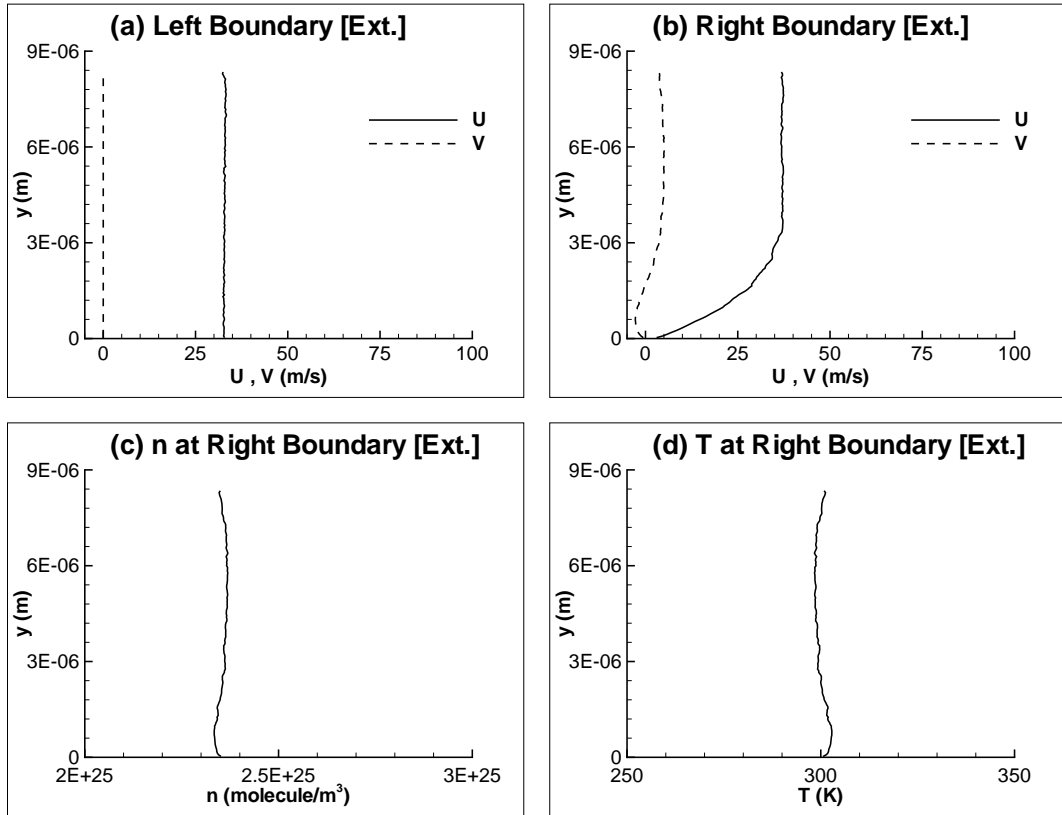 (a) Left Boundary [Ext.]
9E-06
6E-06
3E-06
0
y (m)
U
V
0 25 50 75 100
U , V (m/s)
(b) Right Boundary [Ext.]
9E-06
6E-06
3E-06
0
y (m)
U
V
0 25 50 75 100
U , V (m/s)
(c) n at Right Boundary [Ext.]
9E-06
6E-06
3E-06
0
y (m)
2E+25 2.5E+25 3E+25
n (molecule/m³)
(d) T at Right Boundary [Ext.]
9E-06
6E-06
3E-06
0
y (m)
250 300 350
T (K)